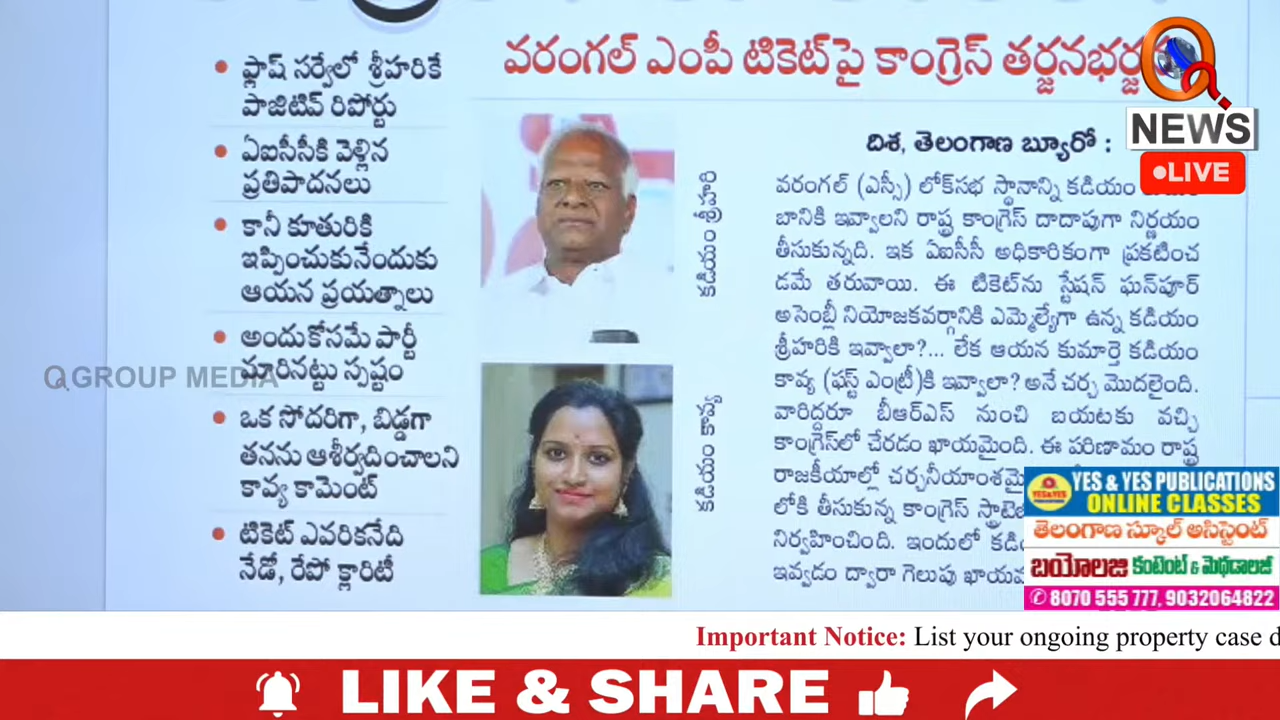 వరంగల్ ఎంపీ టికెట్‌పై కాంగ్రెస్
• ఫ్లాష్ సర్వేలో శ్రీహరికే
పాజిటివ్ రిపోర్టు
• ఏఐసీసీకి వెళ్లిన
ప్రతిపాదనలు
• కానీ కూతురికి
ఇప్పించుకునేందుకు
ఆయన ప్రయత్నాలు
• అందుకోసమే పార్టీ
మారినట్టు స్పష్టం
• ఒక సోదరిగా, బిడ్డగా
తనను ఆశీర్వదించాలని
కావ్య కామెంట్
• టికెట్ ఎవరికనేది
నేడో, రేపో క్లారిటీ
కడియం శ్రీహరి
కడియం కావ్య
దిశ, తెలంగాణ బ్యూరో :
వరంగల్ (ఎస్సీ) లోక్‌సభ స్థానాన్ని కడియం
బానికి ఇవ్వాలని రాష్ట్ర కాంగ్రెస్ దాదాపుగా నిర్ణయం
తీసుకున్నది. ఇక ఏఐసీసీ అధికారికంగా ప్రకటించ
డమే తరువాయి. ఈ టికెట్‌ను స్టేషన్ ఘన్‌పూర్
అసెంబ్లీ నియోజకవర్గానికి ఎమ్మెల్యేగా ఉన్న కడియం
శ్రీహరికి ఇవ్వాలా?... లేక ఆయన కుమార్తె కడియం
కావ్య (ఫస్ట్ ఎంట్రీ)కి ఇవ్వాలా? అనే చర్చ మొదలైంది.
వారిద్దరూ బీఆర్ఎస్ నుంచి బయటకు వచ్చి
కాంగ్రెస్‌లో చేరడం ఖాయమైంది. ఈ పరిణామం రాష్ట్ర
రాజకీయాల్లో చర్చనీయాంశమై
లోకి తీసుకున్న కాంగ్రెస్
నిర్వహించింది. ఇందులో
ఇవ్వడం ద్వారా గెలుపు
Q NEWS
LIVE
Q GROUP MEDIA
YES & YES PUBLICATIONS
ONLINE CLASSES
తెలంగాణ స్కూల్ అసిస్టెంట్
బయోలజి కంటెంట్ & మెథడాలజీ
8070 555 777, 9032064822
Important Notice: List your ongoing property case
LIKE & SHARE